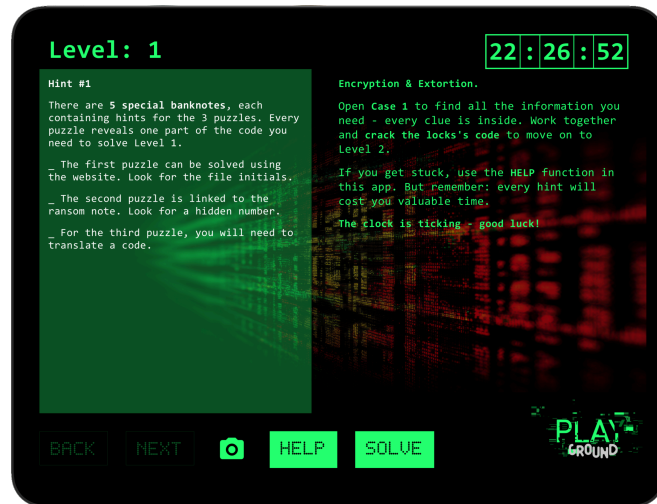 Level: 1
22:26:52
Hint #1
There are 5 special banknotes, each
containing hints for the 3 puzzles. Every
puzzle reveals one part of the code you
need to solve Level 1.
_ The first puzzle can be solved using
the website. Look for the file initials.
_ The second puzzle is linked to the
ransom note. Look for a hidden number.
_ For the third puzzle, you will need to
translate a code.
Encryption & Extortion.
Open Case 1 to find all the information you
need - every clue is inside. Work together
and crack the locks's code to move on to
Level 2.
If you get stuck, use the HELP function in
this app. But remember: every hint will
cost you valuable time.
The clock is ticking - good luck!
BACK
NEXT
HELP
SOLVE
PLAY
GROUND